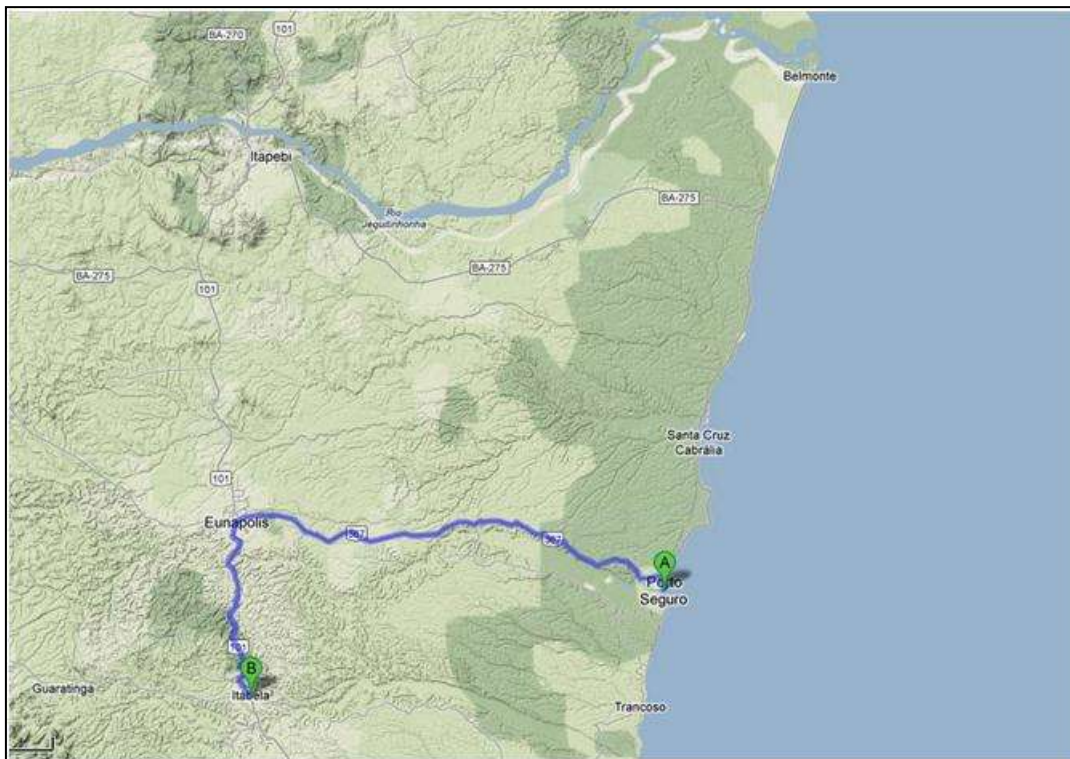 BA-270
101
Belmonte
Itapebi
BA-275
Rio
Jequitinhonha
BA-275
BA-275
101
Santa Cruz
Cabrália
101
Eunapolis
367
367
A
Porto
Seguro
101
B
Guaratinga
Itabela
Trancoso